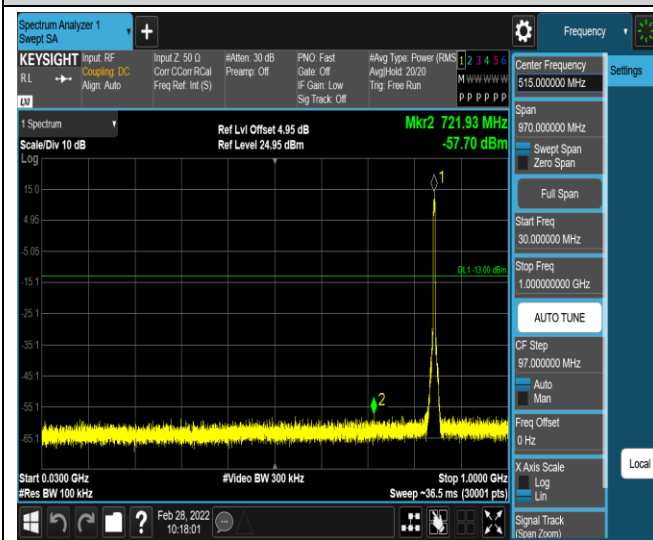 Spectrum Analyzer 1
Swept SA
+
Frequency
KEYSIGHT
RL
LXI
Input: RF
Coupling: DC
Align: Auto
Input Z: 50 Ω
Corr CCorr RCal
Freq Ref: Int (S)
#Atten: 30 dB
Preamp: Off
PNO: Fast
Gate: Off
IF Gain: Low
Sig Track: Off
#Avg Type: Power (RMS
Avg|Hold: 20/20
Trig: Free Run
1 2 3 4 5 6
M W W W W W
P P P P P P
1 Spectrum
Scale/Div 10 dB
Log
Ref Lvl Offset 4.95 dB
Ref Level 24.95 dBm
Mkr2 721.93 MHz
-57.70 dBm
15.0
4.95
-5.05
-15.1
-25.1
-35.1
-45.1
-55.1
-65.1
1
DL1 -13.00 dBm
2
Start 0.0300 GHz
#Res BW 100 kHz
#Video BW 300 kHz
Stop 1.0000 GHz
Sweep ~36.5 ms (30001 pts)
?
Feb 28, 2022
10:18:01
Center Frequency
515.000000 MHz
Span
970.000000 MHz
Swept Span
Zero Span
Full Span
Start Freq
30.000000 MHz
Stop Freq
1.000000000 GHz
AUTO TUNE
CF Step
97.000000 MHz
Auto
Man
Freq Offset
0 Hz
X Axis Scale
Log
Lin
Signal Track
(Span Zoom)
Settings
Local